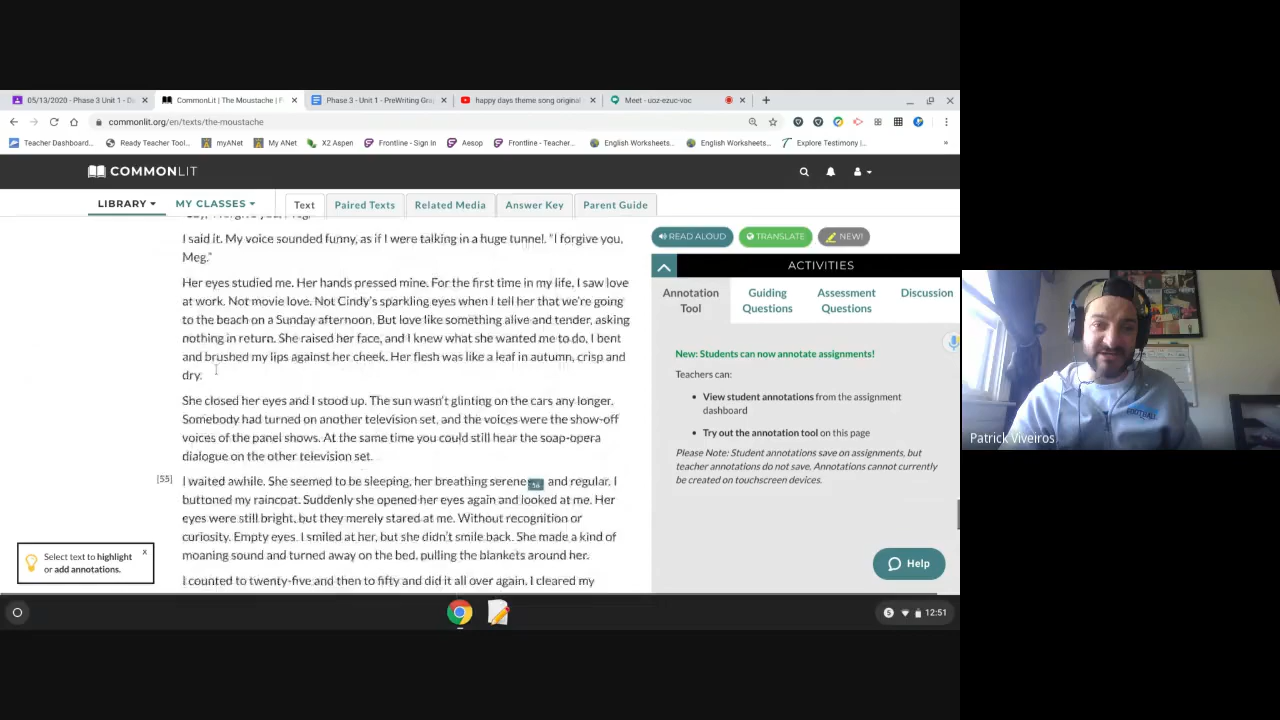 05/13/2020 - Phase 3 Unit 1 - D
CommonLit | The Moustache | F
Phase 3 - Unit 1 - PreWriting Gra
happy days theme song original
Meet - uoz-ezuc-voc
commonlit.org/en/texts/the-moustache
Teacher Dashboard...
Ready Teacher Tool...
myANet
My ANet
X2 Aspen
Frontline - Sign In
Aesop
Frontline - Teacher...
English Worksheets...
English Worksheets...
Explore Testimony I...
COMMONLIT
LIBRARY
MY CLASSES
Text
Paired Texts
Related Media
Answer Key
Parent Guide
I said it. My voice sounded funny, as if I were talking in a huge tunnel. "I forgive you,
Meg."
Her eyes studied me. Her hands pressed mine. For the first time in my life, I saw love
at work. Not movie love. Not Cindy's sparkling eyes when I tell her that we're going
to the beach on a Sunday afternoon. But love like something alive and tender, asking
nothing in return. She raised her face, and I knew what she wanted me to do. I bent
and brushed my lips against her cheek. Her flesh was like a leaf in autumn, crisp and
dry.
She closed her eyes and I stood up. The sun wasn't glinting on the cars any longer.
Somebody had turned on another television set, and the voices were the show-off
voices of the panel shows. At the same time you could still hear the soap-opera
dialogue on the other television set.
[55]
I waited awhile. She seemed to be sleeping, her breathing serene and regular. I
buttoned my raincoat. Suddenly she opened her eyes again and looked at me. Her
eyes were still bright, but they merely stared at me. Without recognition or
curiosity. Empty eyes. I smiled at her, but she didn't smile back. She made a kind of
moaning sound and turned away on the bed, pulling the blankets around her.
I counted to twenty-five and then to fifty and did it all over again. I cleared my
READ ALOUD
TRANSLATE
NEW!
ACTIVITIES
Annotation
Tool
Guiding
Questions
Assessment
Questions
Discussion
New: Students can now annotate assignments!
Teachers can:
• View student annotations from the assignment
dashboard
• Try out the annotation tool on this page
Please Note: Student annotations save on assignments, but
teacher annotations do not save. Annotations cannot currently
be created on touchscreen devices.
Select text to highlight
or add annotations.
x
Help
12:51
FOOTBALL
Patrick Viveiros